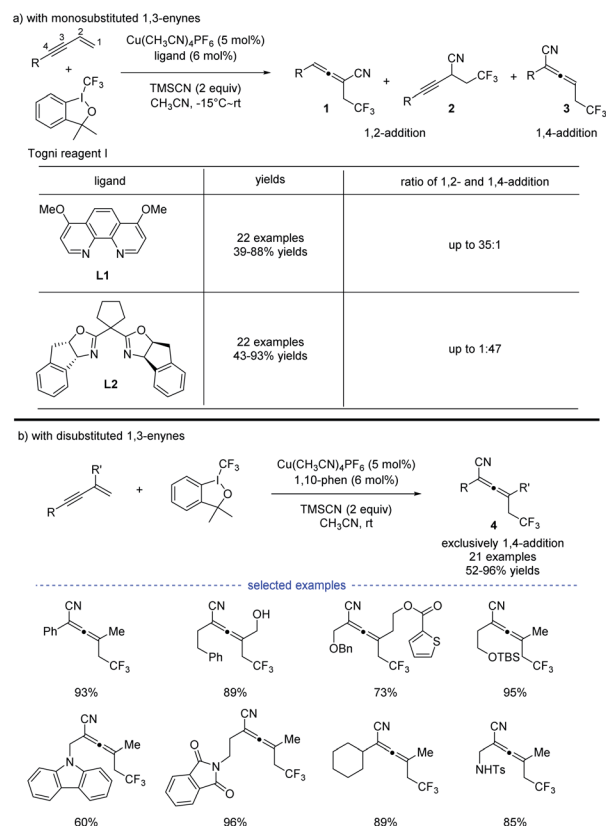 a) with monosubstituted 1,3-enynes
4 3 2 1
R
+
CF3
I
O
Togni reagent I
Cu(CH3CN)4PF6 (5 mol%)
ligand (6 mol%)
TMSCN (2 equiv)
CH3CN, -15°C~rt
R CN CF3
1
+
CN CF3 R
2
+
CN R CF3
3
1,2-addition
1,4-addition
ligand yields ratio of 1,2- and 1,4-addition
MeO OMe
N N
L1
22 examples
39-88% yields
up to 35:1
O O
N N
L2
22 examples
43-93% yields
up to 1:47
b) with disubstituted 1,3-enynes
R'
R
+
CF3
I
O
Cu(CH3CN)4PF6 (5 mol%)
1,10-phen (6 mol%)
TMSCN (2 equiv)
CH3CN, rt
CN
R R'
CF3
4
exclusively 1,4-addition
21 examples
52-96% yields
selected examples
CN
Ph Me
CF3
93%
CN OH
Ph CF3
89%
CN O O
S
OBn CF3
73%
CN
Me
OTBS CF3
95%
CN
N Me
CF3
60%
CN
O Me
N
O CF3
96%
CN
Me
CF3
89%
CN
Me
NHTs CF3
85%